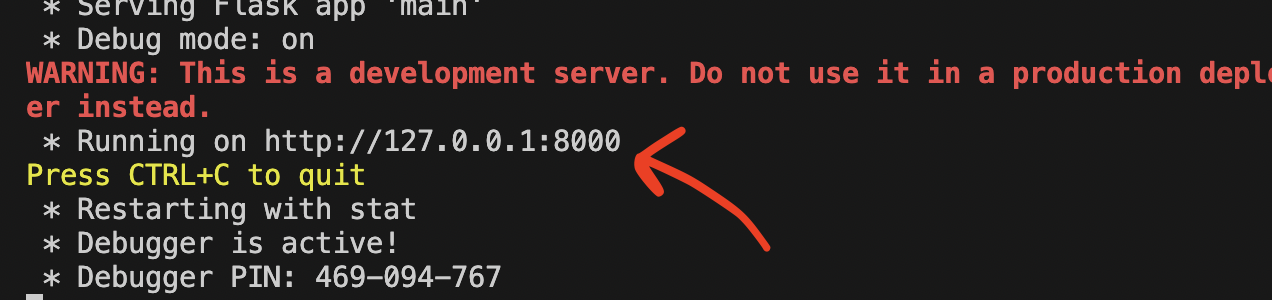 * Serving Flask app 'main'
* Debug mode: on
WARNING: This is a development server. Do not use it in a production
er instead.
* Running on http://127.0.0.1:8000
Press CTRL+C to quit
* Restarting with stat
* Debugger is active!
* Debugger PIN: 469-094-767